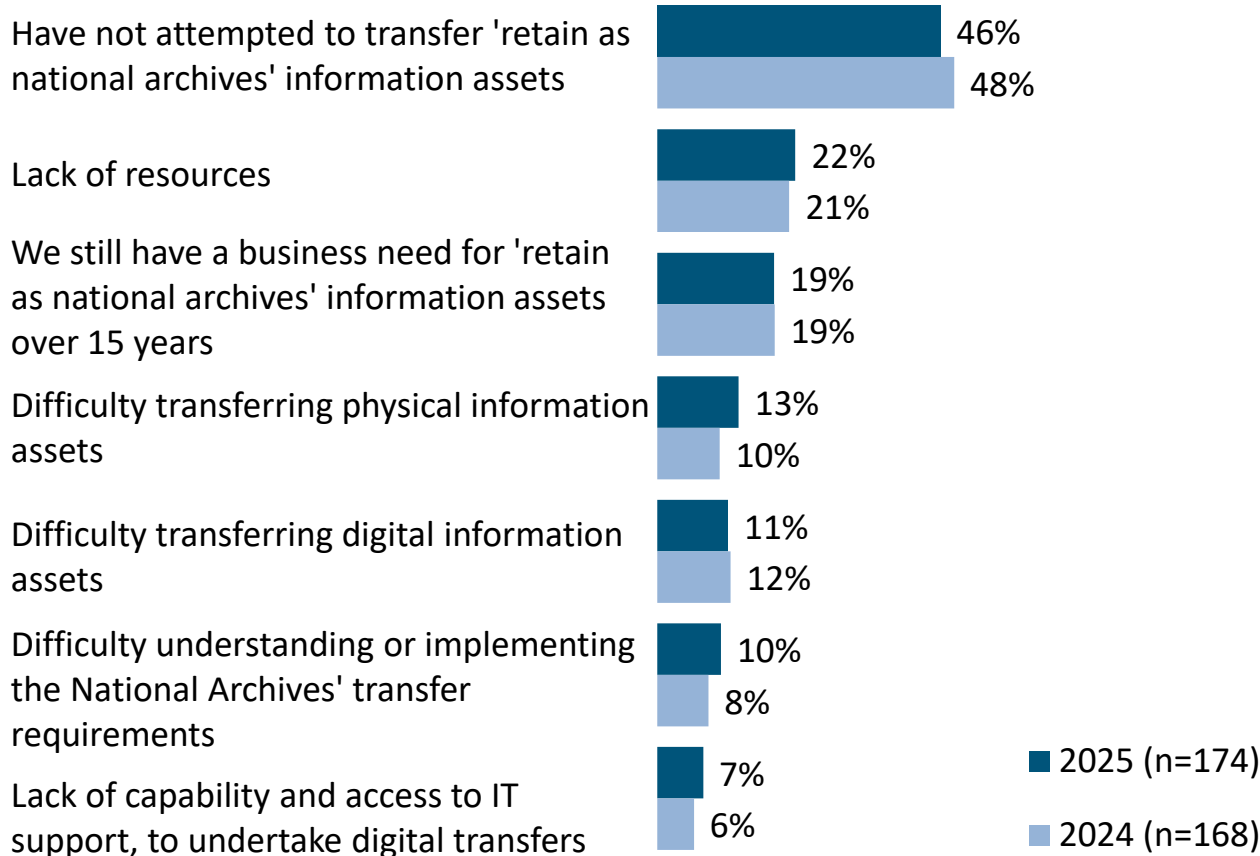 Have not attempted to transfer 'retain as
national archives' information assets
46%
48%
Lack of resources
22%
21%
We still have a business need for 'retain
as national archives' information assets
over 15 years
19%
19%
Difficulty transferring physical information
assets
13%
10%
Difficulty transferring digital information
assets
11%
12%
Difficulty understanding or implementing
the National Archives' transfer
requirements
10%
8%
Lack of capability and access to IT
support, to undertake digital transfers
7%
6%
2025 (n=174)
2024 (n=168)